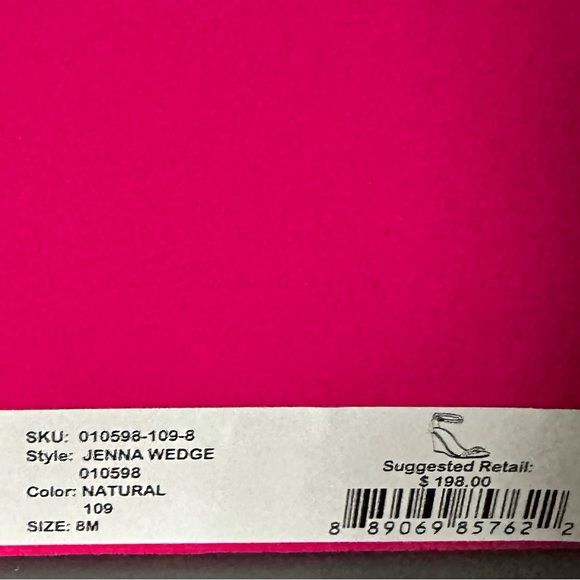 SKU: 010598-109-8
Style: JENNA WEDGE
010598
Color: NATURAL
109
SIZE: 8M
Suggested Retail:
$ 198.00
8 89069 85762 2